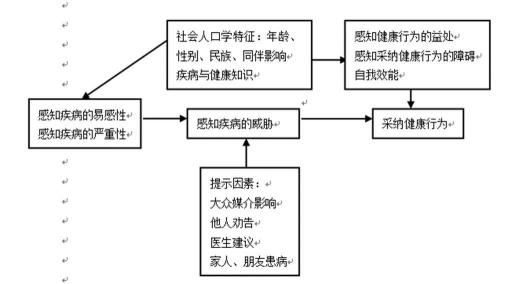 社会人口学特征：年龄、
性别、民族、同伴影响
疾病与健康知识
感知健康行为的益处
感知采纳健康行为的障碍
自我效能
感知疾病的易感性
感知疾病的严重性
感知疾病的威胁
采纳健康行为
提示因素：
大众媒介影响
他人劝告
医生建议
家人、朋友患病